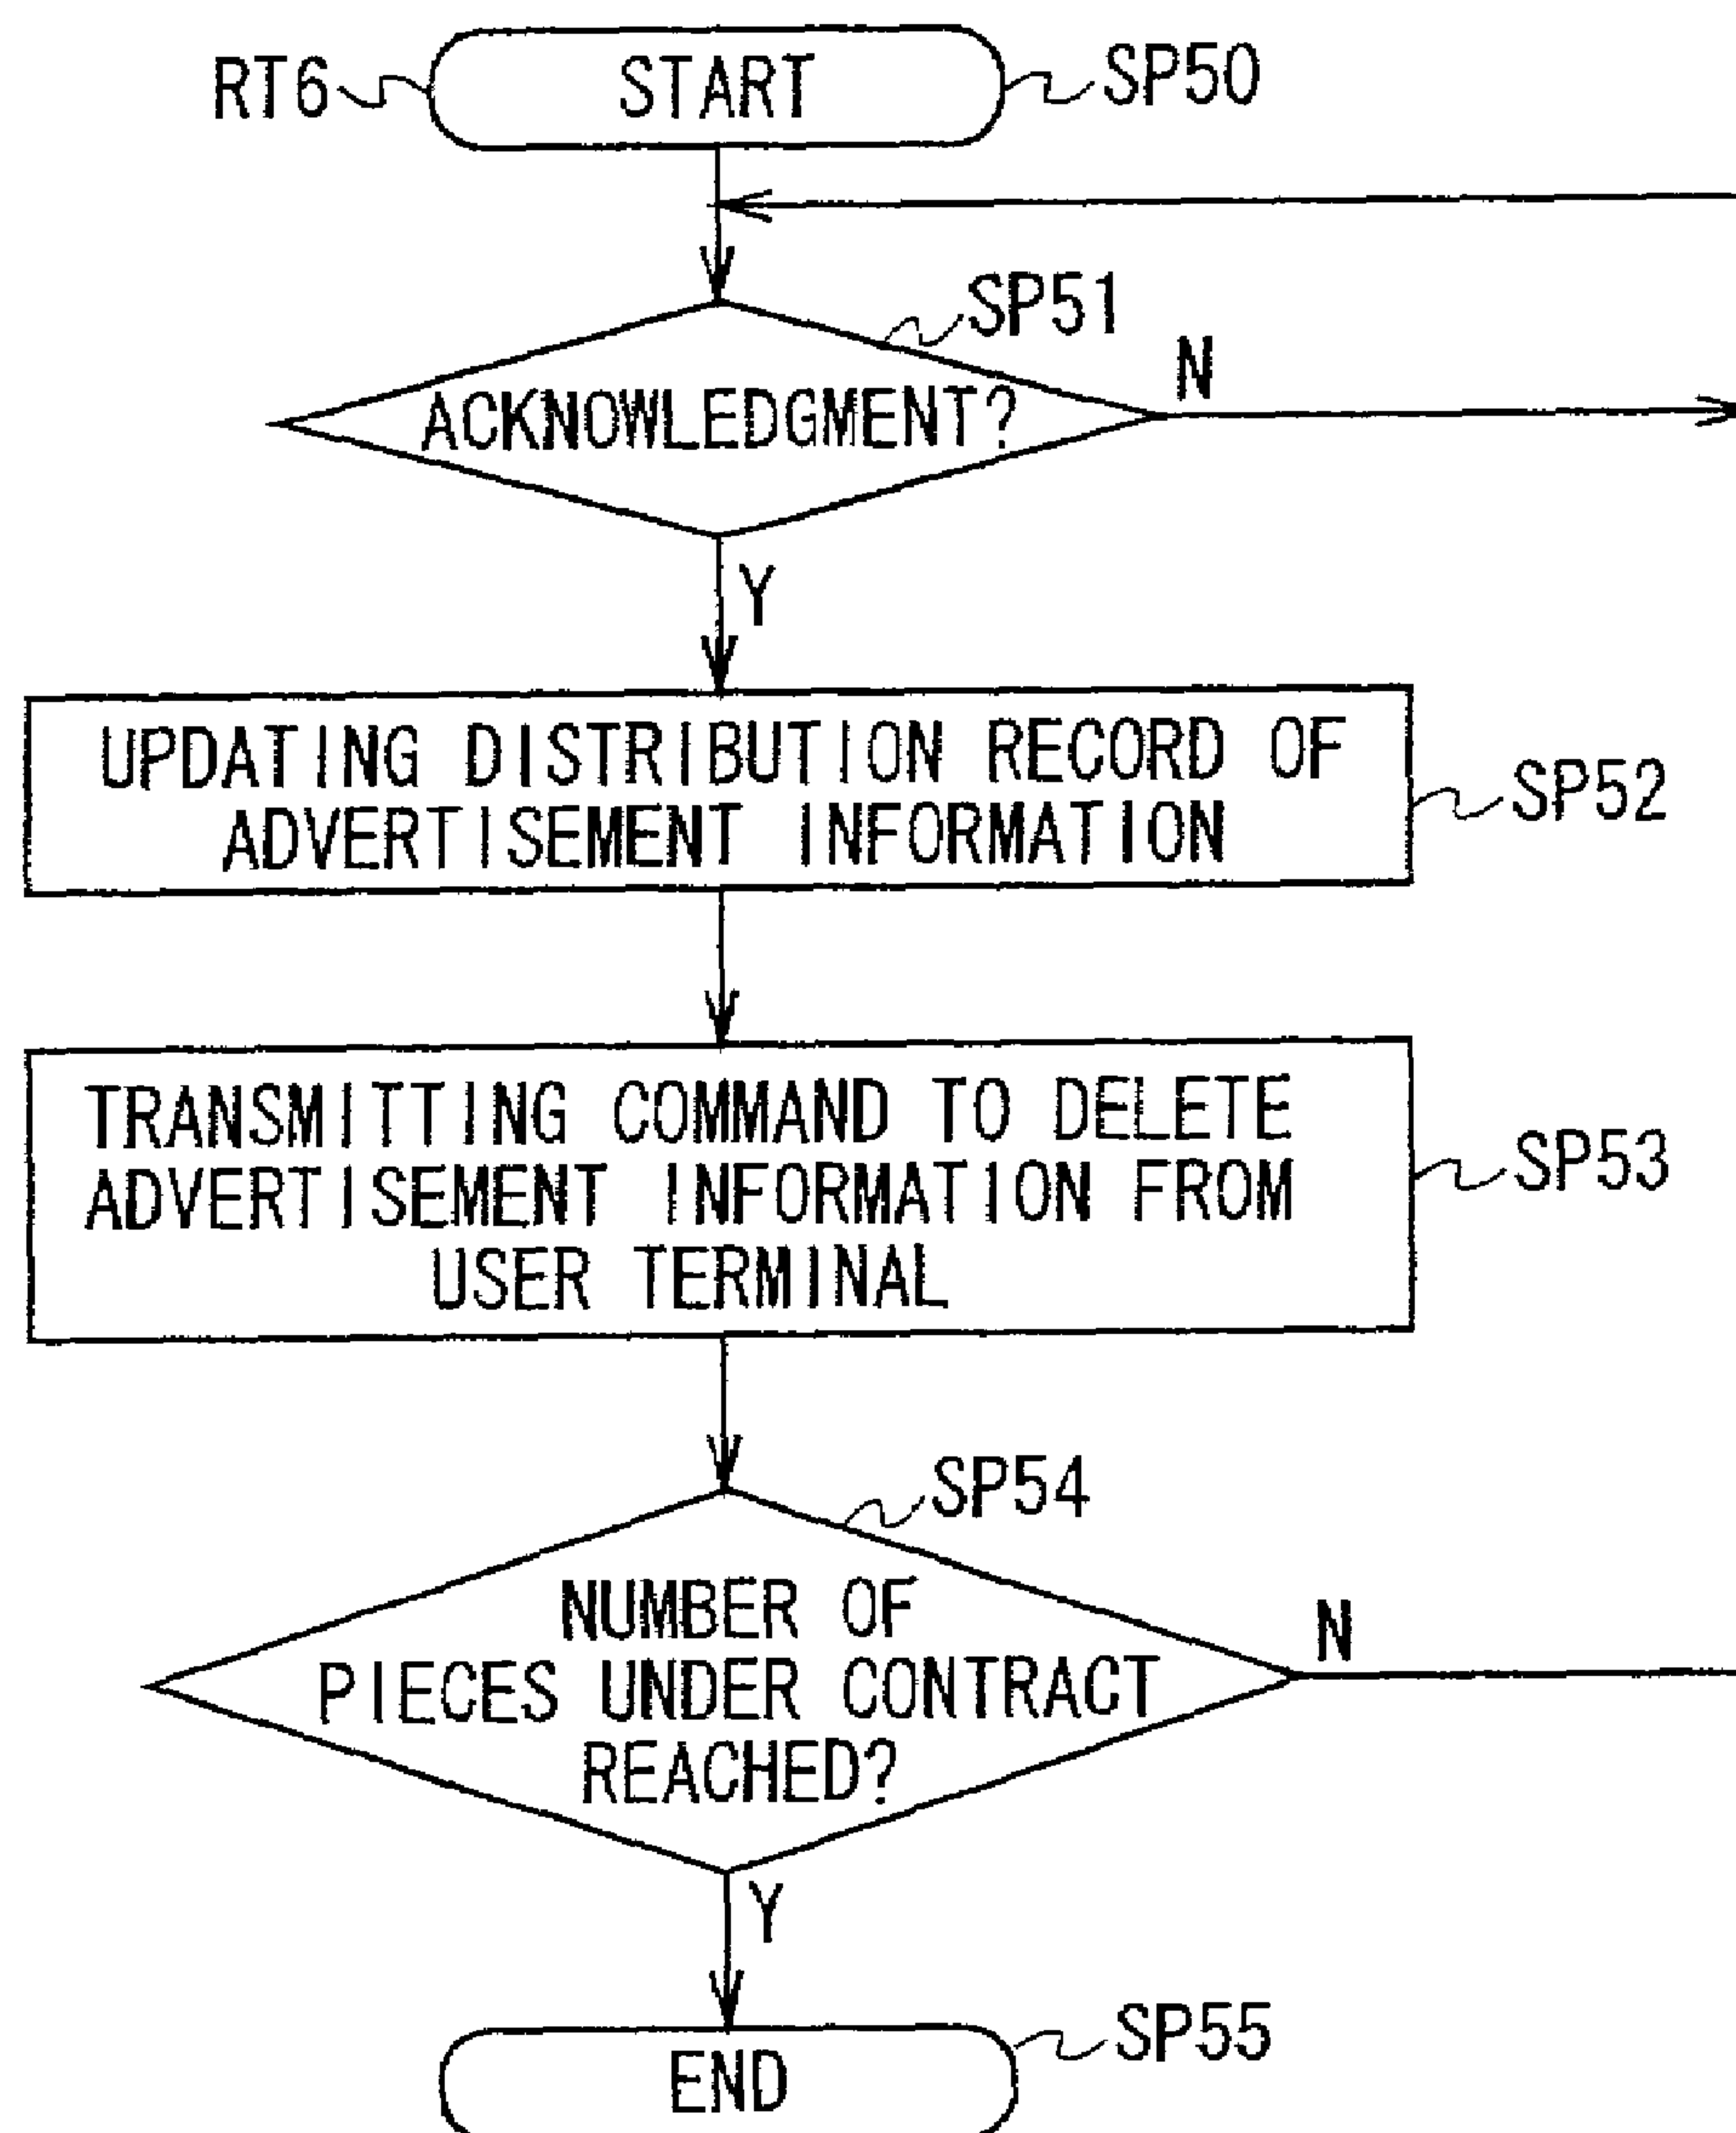 RT6
START
SP50
SP51
ACKNOWLEDGMENT?
N
Y
UPDATING DISTRIBUTION RECORD OF
ADVERTISEMENT INFORMATION
SP52
TRANSMITTING COMMAND TO DELETE
ADVERTISEMENT INFORMATION FROM
USER TERMINAL
SP53
SP54
NUMBER OF
PIECES UNDER CONTRACT
REACHED?
N
Y
SP55
END